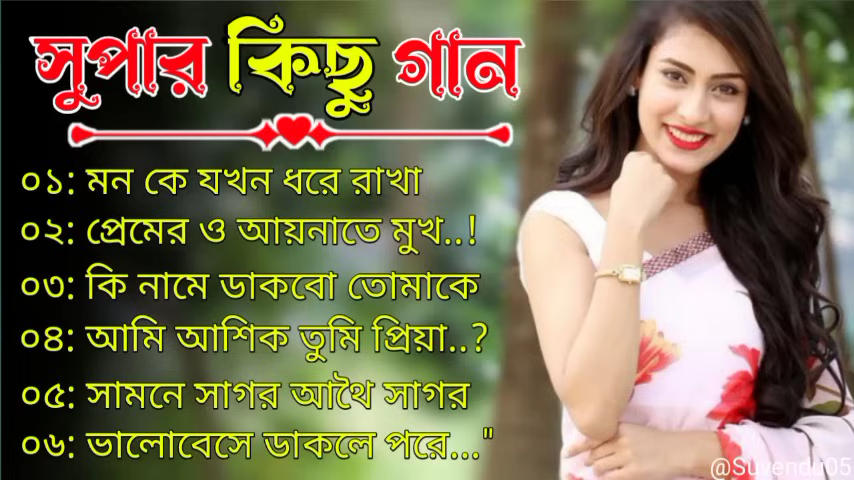 সুপার কিছু গান
০১: মন কে যখন ধরে রাখা
০২: প্রেমের ও আয়নাতে মুখ..!
০৩: কি নামে ডাকবো তোমাকে
০৪: আমি আশিক তুমি প্রিয়া..?
০৫: সামনে সাগর আথৈ সাগর
০৬: ভালোবেসে ডাকলে পরে..."
@Suvendu05